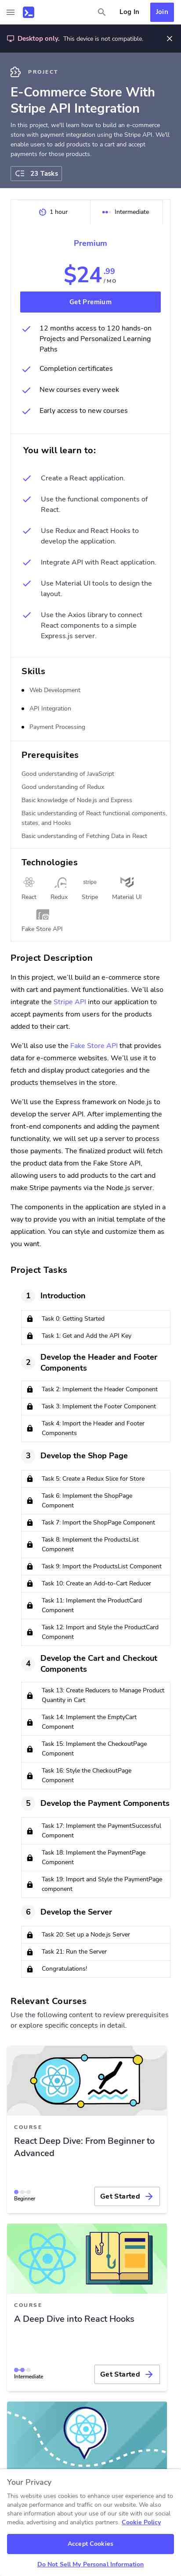 Log In
Join
Desktop only. This device is not compatible.
PROJECT
E-Commerce Store With
Stripe API Integration
In this project, we'll learn how to build an e-commerce
store with payment integration using the Stripe API. We'll
enable users to add products to a cart and accept
payments for those products.
23 Tasks
1 hour
Intermediate
Premium
$24.99
/ MO
Get Premium
12 months access to 120 hands-on
Projects and Personalized Learning
Paths
Completion certificates
New courses every week
Early access to new courses
You will learn to:
Create a React application.
Use the functional components of
React.
Use Redux and React Hooks to
develop the application.
Integrate API with React application.
Use Material UI tools to design the
layout.
Use the Axios library to connect
React components to a simple
Express.js server.
Skills
Web Development
API Integration
Payment Processing
Prerequisites
Good understanding of JavaScript
Good understanding of Redux
Basic knowledge of Node.js and Express
Basic understanding of React functional components,
states, and Hooks
Basic understanding of Fetching Data in React
Technologies
stripe
React
Redux
Stripe
Material UI
Fake Store API
Project Description
In this project, we'll build an e-commerce store
with cart and payment functionalities. We'll also
integrate the Stripe API into our application to
accept payments from users for the products
added to their cart.
We'll also use the Fake Store API that provides
data for e-commerce websites. We'll use it to
fetch and display product categories and the
products themselves in the store.
We'll use the Express framework on Node.js to
develop the server API. After implementing the
front-end components and adding the payment
functionality, we will set up a server to process
those payments. The finalized product will fetch
the product data from the Fake Store API,
allowing users to add products to the cart and
make Stripe payments via the Node.js server.
The components in the application are styled in
a way to provide you with an initial template of the
application. You can style and customize them as
you want.
Project Tasks
1
Introduction
Task 0: Getting Started
Task 1: Get and Add the API Key
2
Develop the Header and Footer
Components
Task 2: Implement the Header Component
Task 3: Implement the Footer Component
Task 4: Import the Header and Footer
Components
3
Develop the Shop Page
Task 5: Create a Redux Slice for Store
Task 6: Implement the ShopPage
Component
Task 7: Import the ShopPage Component
Task 8: Implement the ProductsList
Component
Task 9: Import the ProductsList Component
Task 10: Create an Add-to-Cart Reducer
Task 11: Implement the ProductCard
Component
Task 12: Import and Style the ProductCard
Component
4
Develop the Cart and Checkout
Components
Task 13: Create Reducers to Manage Product
Quantity in Cart
Task 14: Implement the EmptyCart
Component
Task 15: Implement the CheckoutPage
Component
Task 16: Style the CheckoutPage
Component
5
Develop the Payment Components
Task 17: Implement the PaymentSuccessful
Component
Task 18: Implement the PaymentPage
Component
Task 19: Import and Style the PaymentPage
component
6
Develop the Server
Task 20: Set up a Node.js Server
Task 21: Run the Server
Congratulations!
Relevant Courses
Use the following content to review prerequisites
or explore specific concepts in detail.
COURSE
React Deep Dive: From Beginner to
Advanced
Beginner
Get Started
COURSE
A Deep Dive into React Hooks
Intermediate
Get Started
Your Privacy
This website uses cookies to enhance user experience and to
analyze performance and traffic on our website. We also
share information about your use of our site with our social
media, advertising and analytics partners. Cookie Policy
Accept Cookies
Do Not Sell My Personal Information